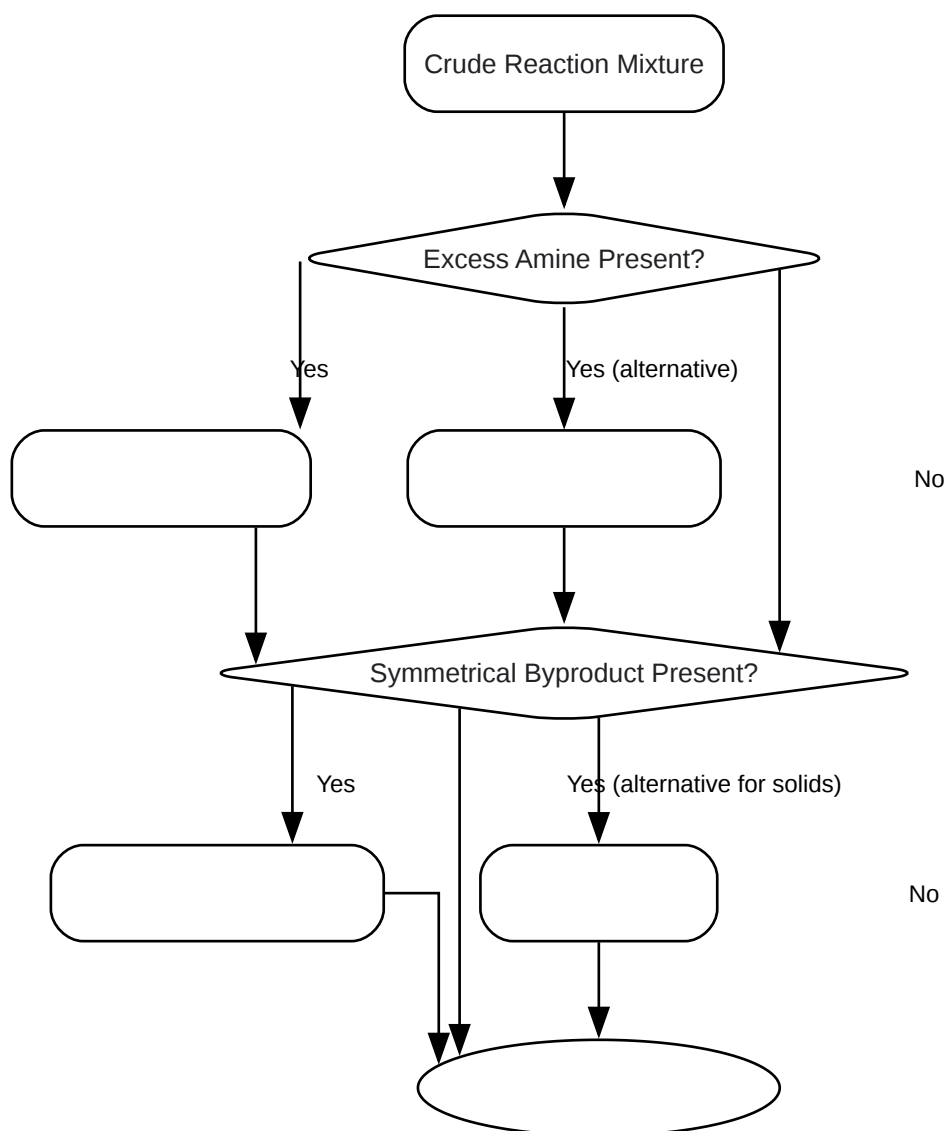 Crude Reaction Mixture
Excess Amine Present?
Yes
Yes (alternative)
No
Symmetrical Byproduct Present?
Yes
Yes (alternative for solids)
No